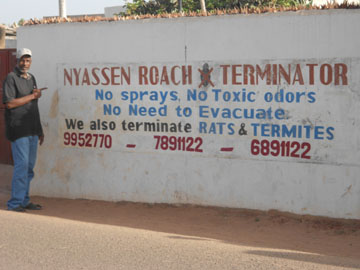 NYASSEN ROACH TERMINATOR
No sprays, No Toxic odors
No Need to Evacuate
We also terminate RATS & TERMITES
9952770 - 7891122 - 6891122